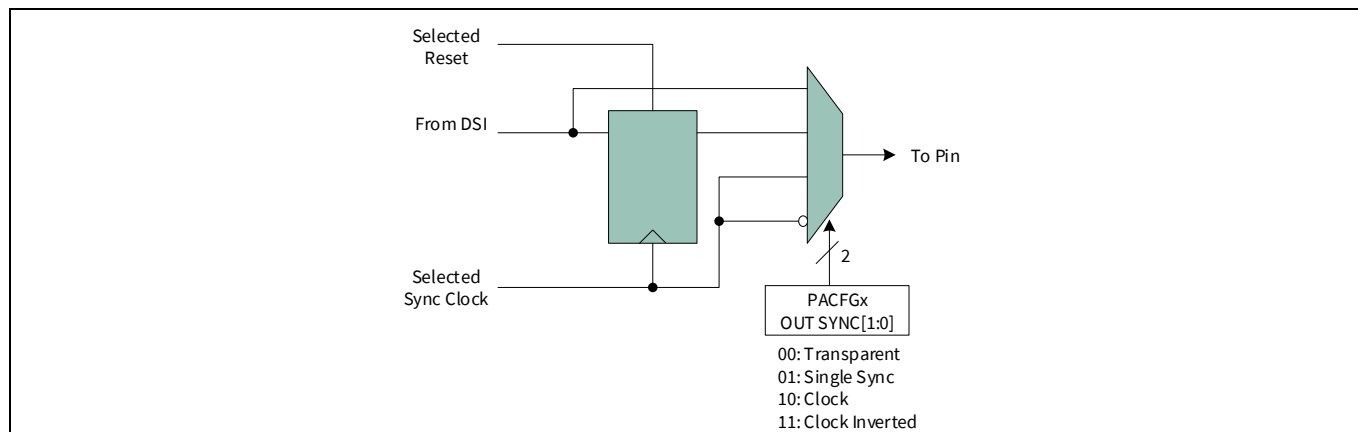 Selected
Reset
From DSI
To Pin
2
Selected
Sync Clock
PACFGx
OUT SYNC[1:0]
00: Transparent
01: Single Sync
10: Clock
11: Clock Inverted